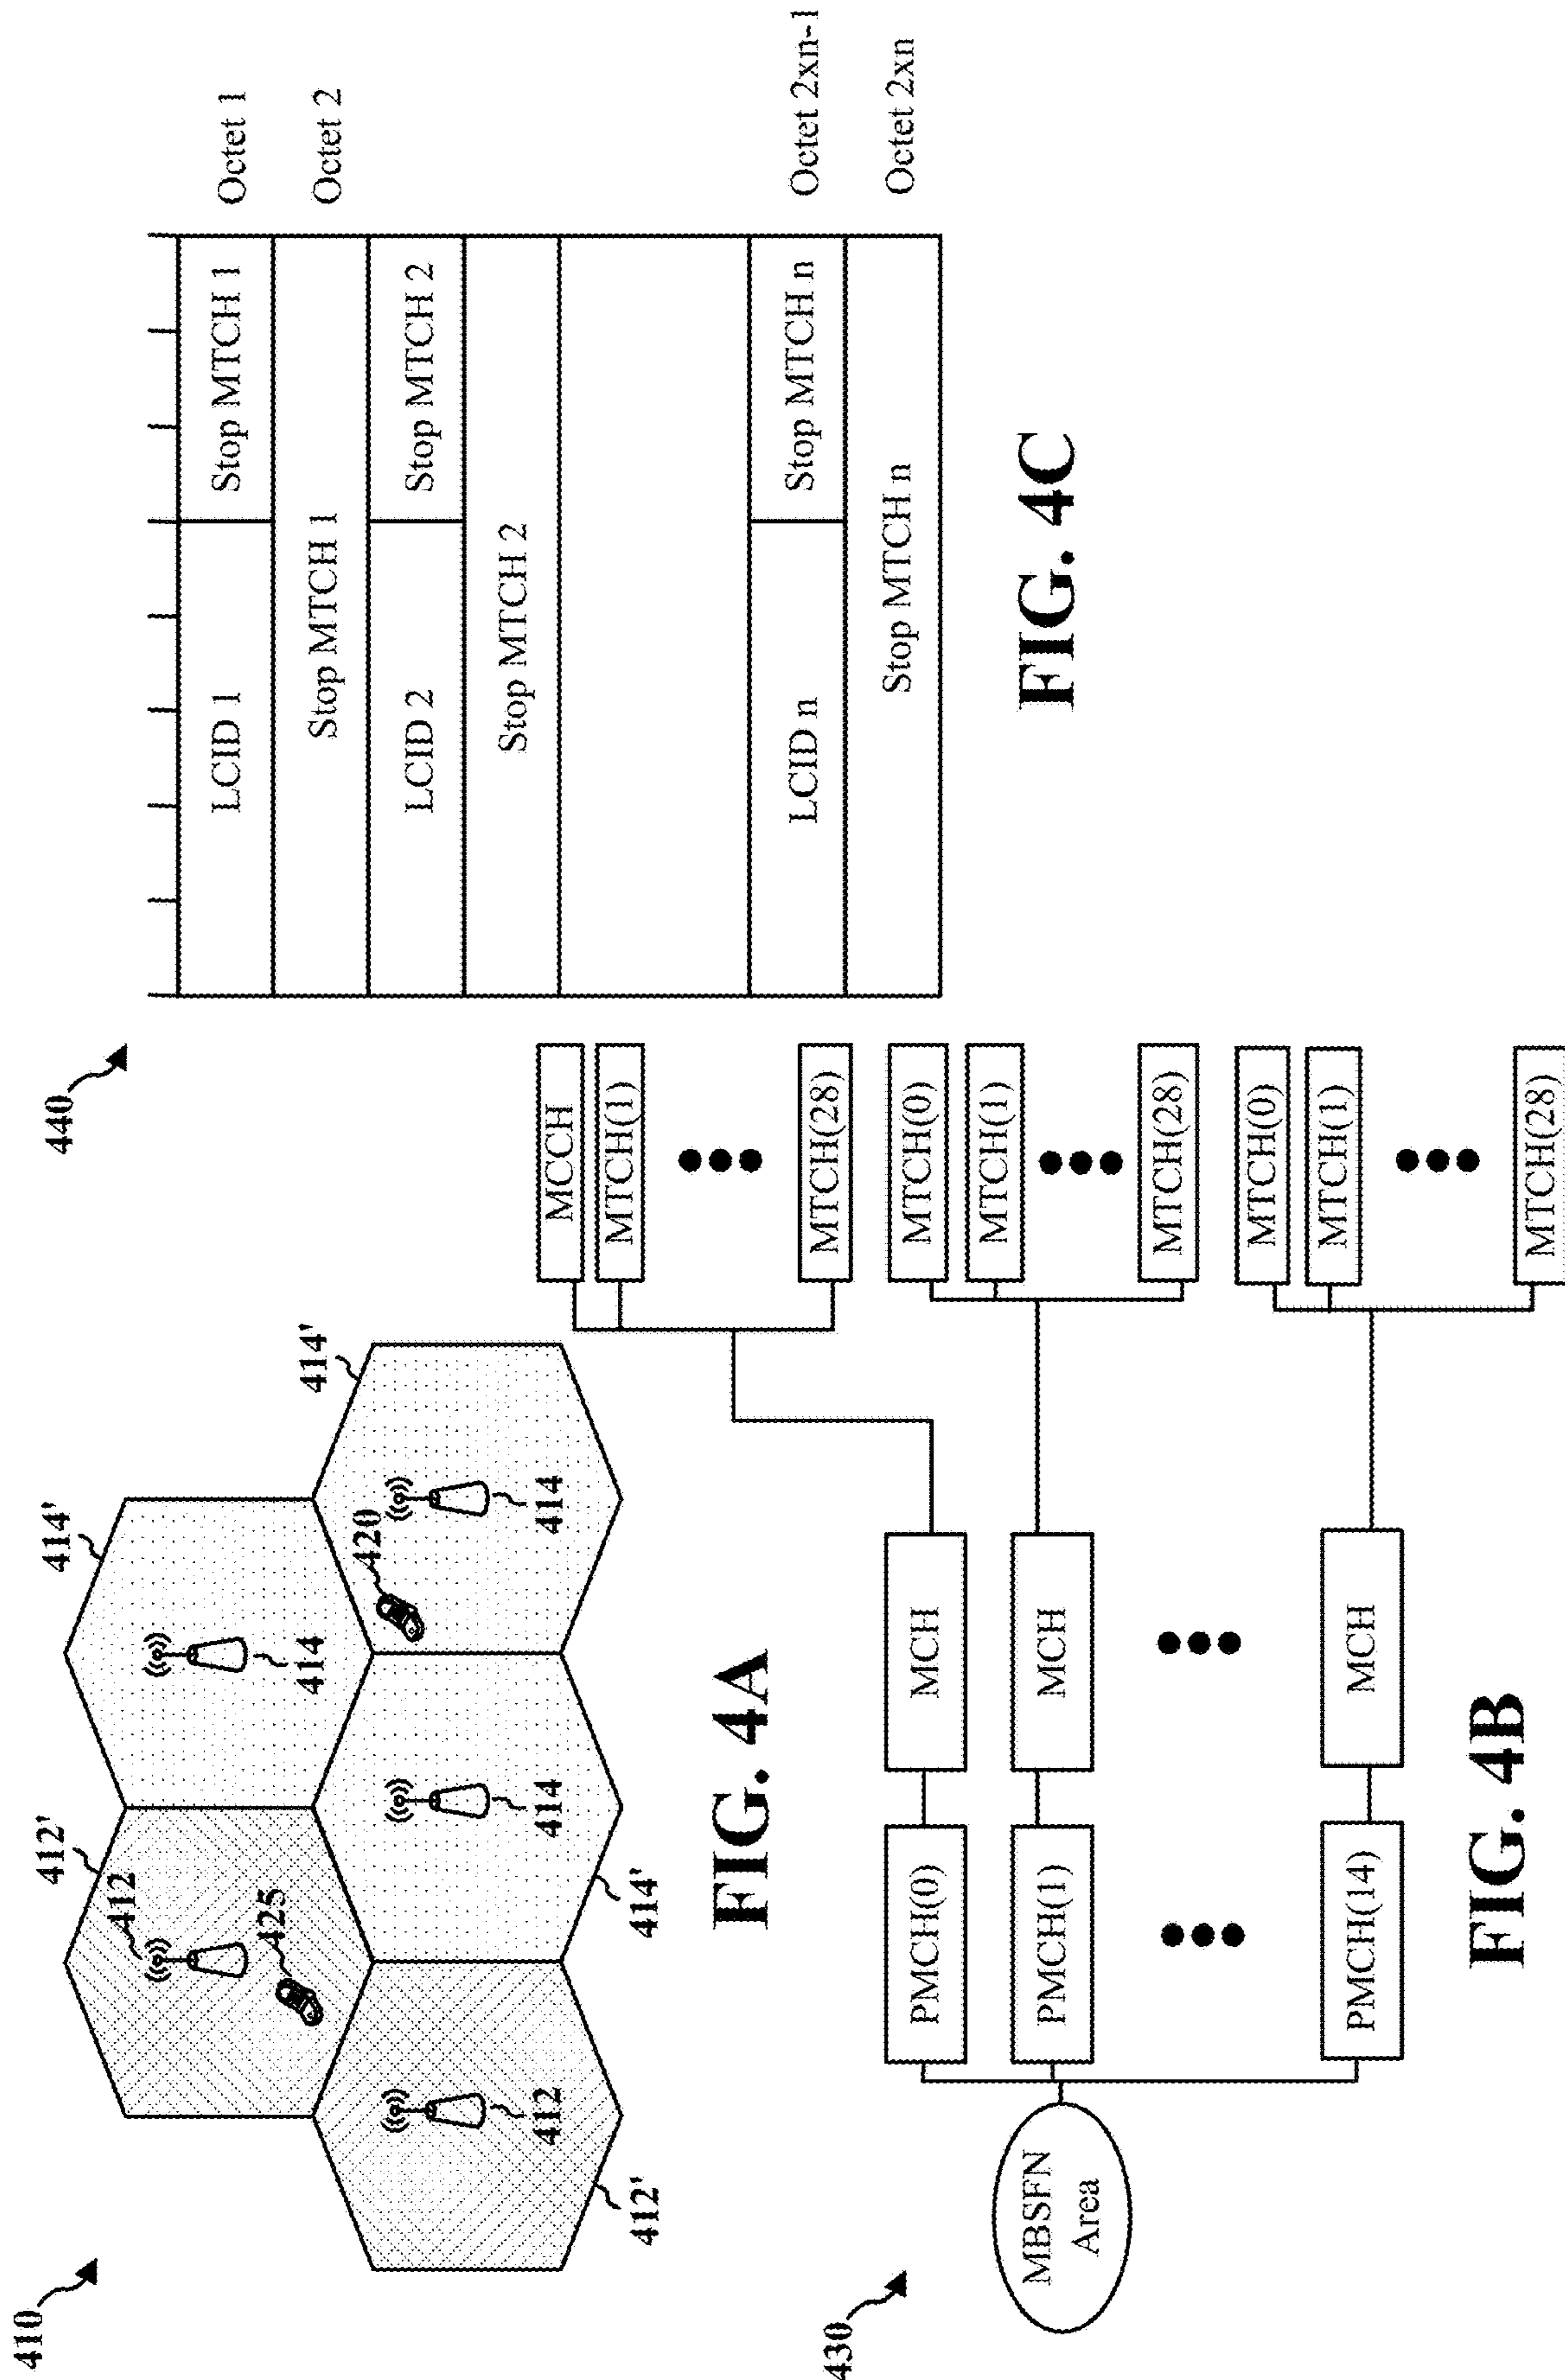 410
412'
414'
412
425
414
414'
420
412
414
414
412'
414'
FIG. 4A
430
MBSFN
Area
PMCH(0)
MCH
MCCH
MTCH(1)
MTCH(28)
PMCH(1)
MCH
MTCH(0)
MTCH(1)
MTCH(28)
PMCH(14)
MCH
MTCH(0)
MTCH(1)
MTCH(28)
FIG. 4B
440
LCID 1 Stop MTCH 1 Octet 1
Stop MTCH 1 Octet 2
LCID 2 Stop MTCH 2
Stop MTCH 2
LCID n Stop MTCH n Octet 2xn-1
Stop MTCH n Octet 2xn
FIG. 4C